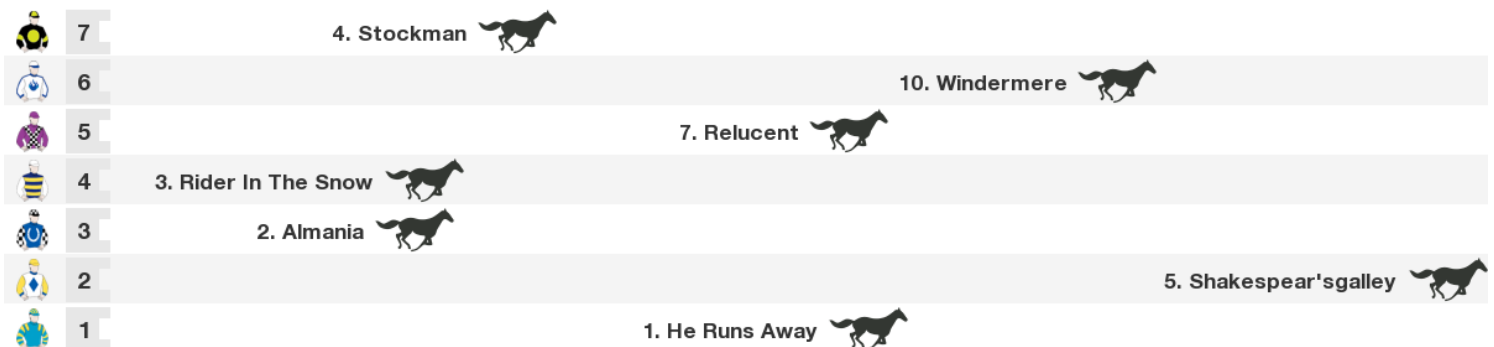 7 4. Stockman
6 10. Windermere
5 7. Relucent
4 3. Rider In The Snow
3 2. Almania
2 5. Shakespear'sgalley
1 1. He Runs Away